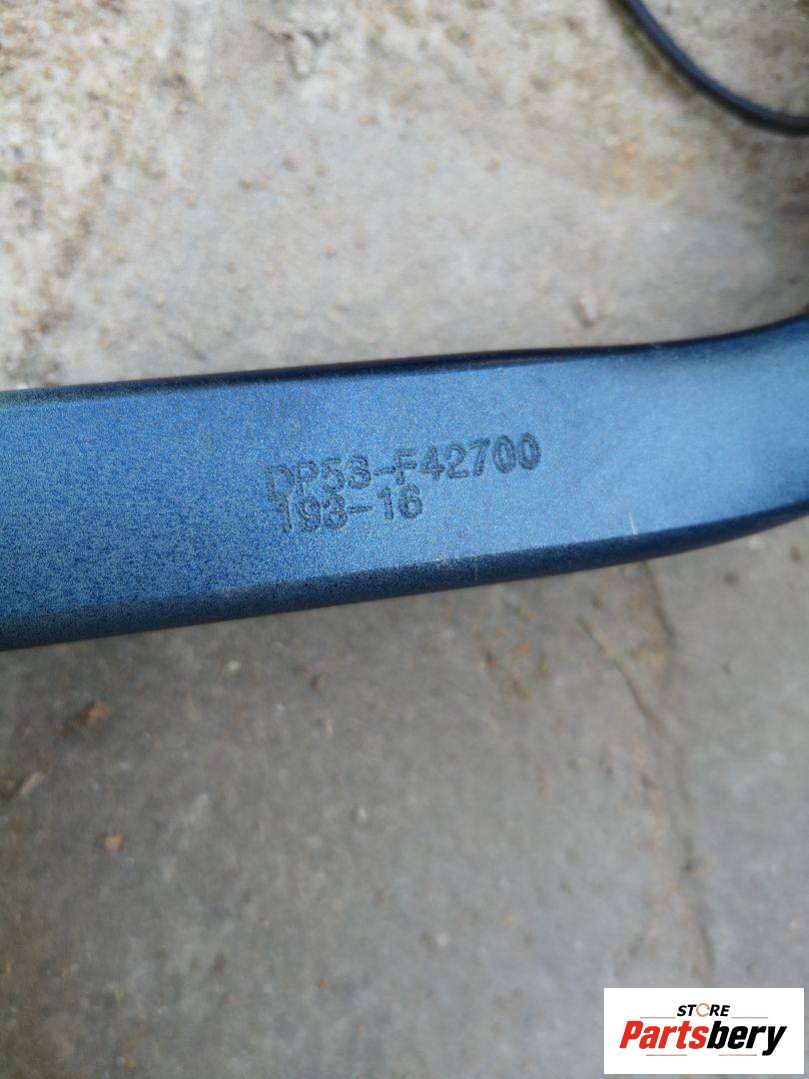 DP53-F42700
193-16
STORE
Partsbery